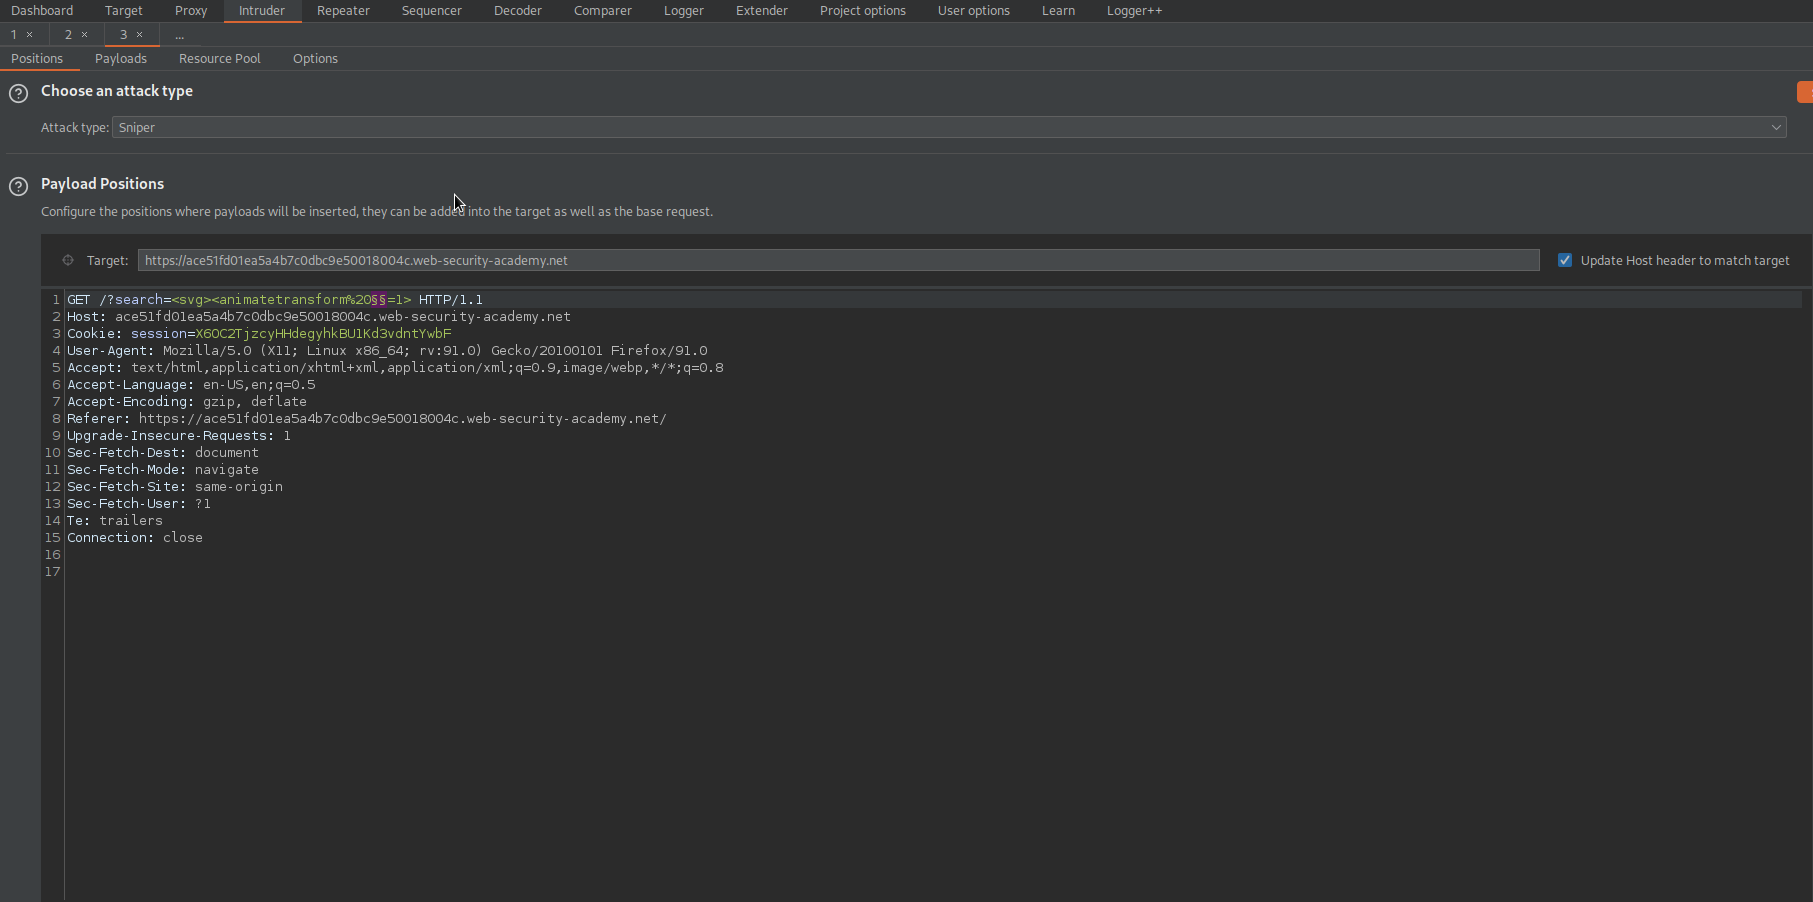 Dashboard Target Proxy Intruder Repeater Sequencer Decoder Comparer Logger Extender Project options User options Learn Logger++
1 × 2 × 3 × ...
Positions Payloads Resource Pool Options
? Choose an attack type
Attack type: Sniper
? Payload Positions
Configure the positions where payloads will be inserted, they can be added into the target as well as the base request.
Target: https://ace51fd01ea5a4b7c0dbc9e50018004c.web-security-academy.net Update Host header to match target
1 GET /?search=<svg><animatetransform%20§§=1> HTTP/1.1
2 Host: ace51fd01ea5a4b7c0dbc9e50018004c.web-security-academy.net
3 Cookie: session=X6OC2TjzcyHHdegyhkBU1Kd3vdntYwbF
4 User-Agent: Mozilla/5.0 (X11; Linux x86_64; rv:91.0) Gecko/20100101 Firefox/91.0
5 Accept: text/html,application/xhtml+xml,application/xml;q=0.9,image/webp,*/*;q=0.8
6 Accept-Language: en-US,en;q=0.5
7 Accept-Encoding: gzip, deflate
8 Referer: https://ace51fd01ea5a4b7c0dbc9e50018004c.web-security-academy.net/
9 Upgrade-Insecure-Requests: 1
10 Sec-Fetch-Dest: document
11 Sec-Fetch-Mode: navigate
12 Sec-Fetch-Site: same-origin
13 Sec-Fetch-User: ?1
14 Te: trailers
15 Connection: close
16
17